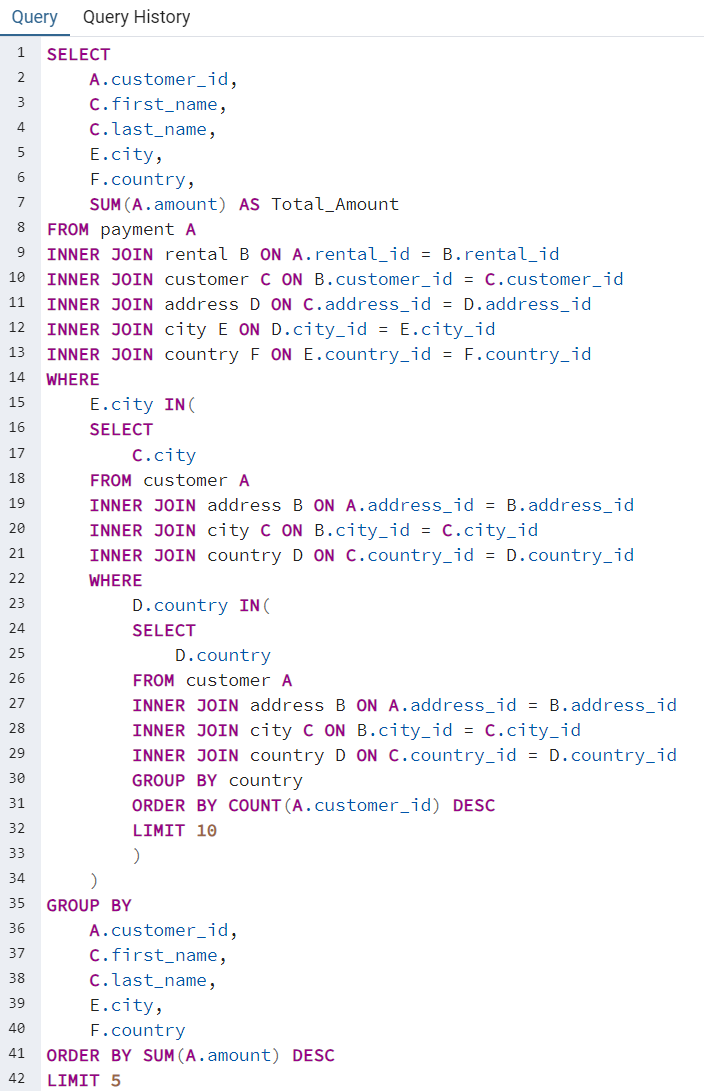 Query Query History
1 SELECT
2 A.customer_id,
3 C.first_name,
4 C.last_name,
5 E.city,
6 F.country,
7 SUM(A.amount) AS Total_Amount
8 FROM payment A
9 INNER JOIN rental B ON A.rental_id = B.rental_id
10 INNER JOIN customer C ON B.customer_id = C.customer_id
11 INNER JOIN address D ON C.address_id = D.address_id
12 INNER JOIN city E ON D.city_id = E.city_id
13 INNER JOIN country F ON E.country_id = F.country_id
14 WHERE
15 E.city IN(
16 SELECT
17 C.city
18 FROM customer A
19 INNER JOIN address B ON A.address_id = B.address_id
20 INNER JOIN city C ON B.city_id = C.city_id
21 INNER JOIN country D ON C.country_id = D.country_id
22 WHERE
23 D.country IN(
24 SELECT
25 D.country
26 FROM customer A
27 INNER JOIN address B ON A.address_id = B.address_id
28 INNER JOIN city C ON B.city_id = C.city_id
29 INNER JOIN country D ON C.country_id = D.country_id
30 GROUP BY country
31 ORDER BY COUNT(A.customer_id) DESC
32 LIMIT 10
33 )
34 )
35 GROUP BY
36 A.customer_id,
37 C.first_name,
38 C.last_name,
39 E.city,
40 F.country
41 ORDER BY SUM(A.amount) DESC
42 LIMIT 5